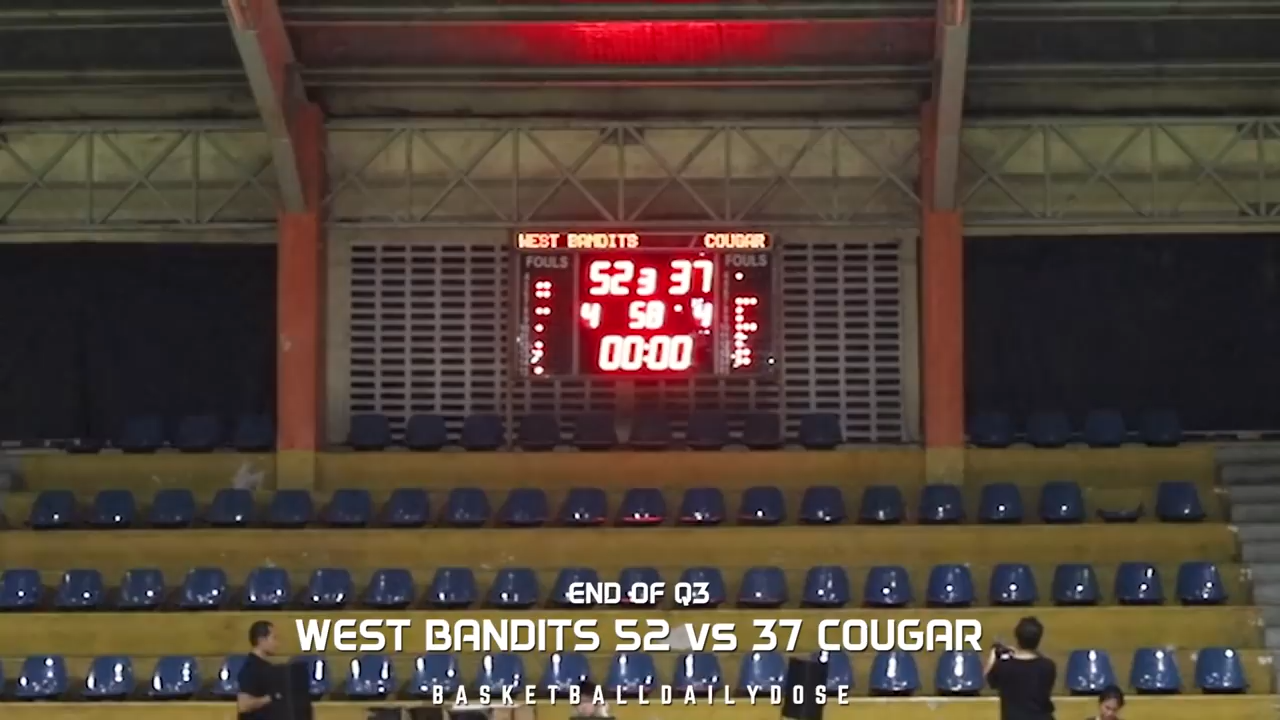 WEST BANDITS COUGAR
FOULS FOULS
52 3 37
4 58 4
00:00
END OF Q3
WEST BANDITS 52 vs 37 COUGAR
BASKETBALLDAILYDOSE